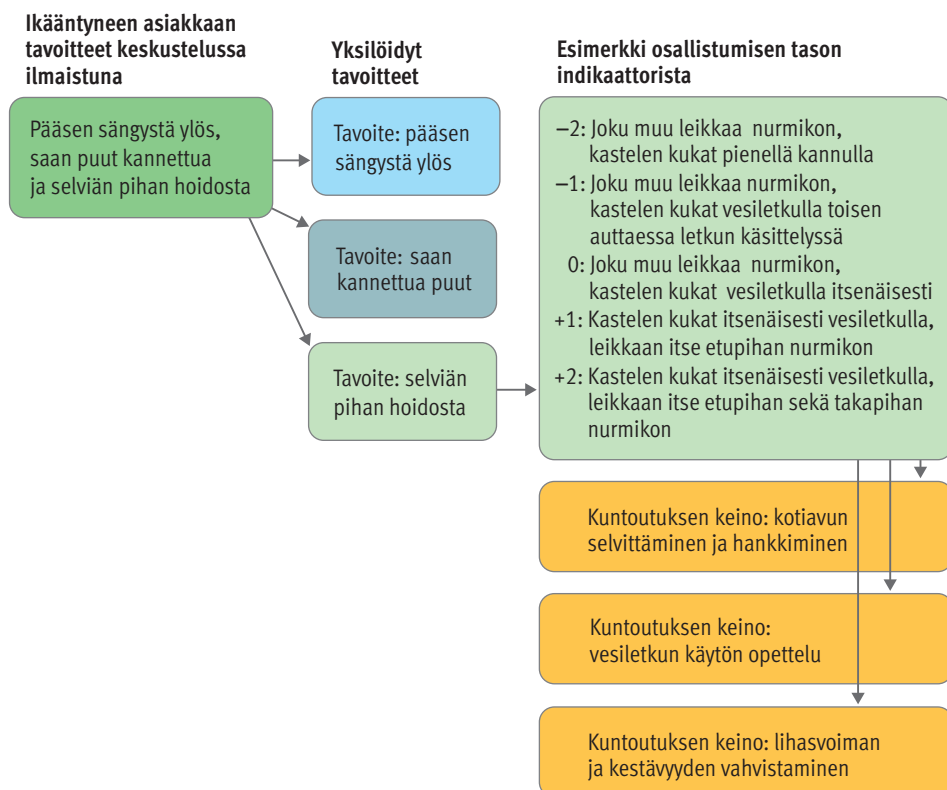 Ikääntyneen asiakkaan
tavoitteet keskustelussa
ilmaistuna
Pääsen sängystä ylös,
saan puut kannettua
ja selviän pihan hoidosta
Yksilöidyt
tavoitteet
Tavoite: pääsen
sängystä ylös
Tavoite: saan
kannettua puut
Tavoite: selviän
pihan hoidosta
Esimerkki osallistumisen tason
indikaattorista
−2: Joku muu leikkaa nurmikon,
kastelen kukat pienellä kannulla
−1: Joku muu leikkaa nurmikon,
kastelen kukat vesiletkulla toisen
auttaessa letkun käsittelyssä
0: Joku muu leikkaa nurmikon,
kastelen kukat vesiletkulla itsenäisesti
+1: Kastelen kukat itsenäisesti vesiletkulla,
leikkaan itse etupihan nurmikon
+2: Kastelen kukat itsenäisesti vesiletkulla,
leikkaan itse etupihan sekä takapihan
nurmikon
Kuntoutuksen keino: kotiavun
selvittäminen ja hankkiminen
Kuntoutuksen keino:
vesiletkun käytön opettelu
Kuntoutuksen keino: lihasvoiman
ja kestävyyden vahvistaminen